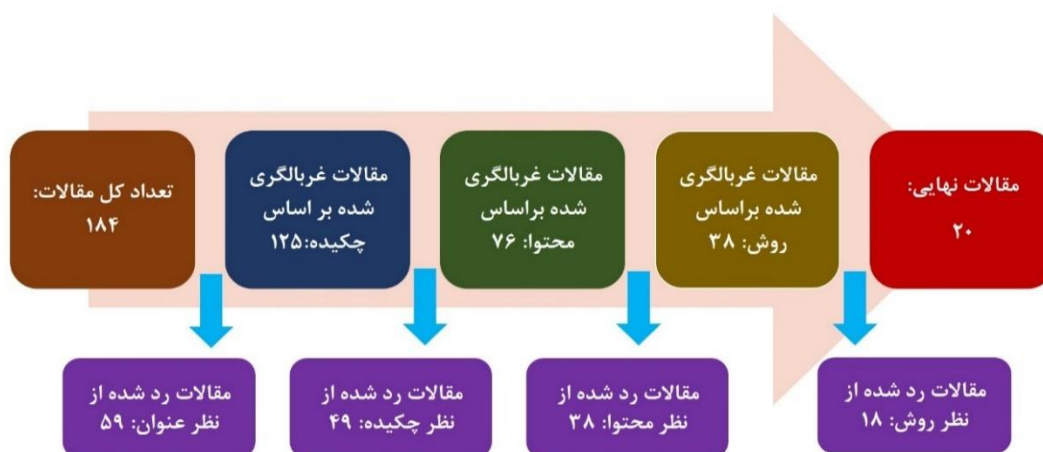 تعداد کل مقالات:
۱۸۴
مقالات غربالگری
شده بر اساس
چکیده:۱۲۵
مقالات غربالگری
شده براساس
محتوا: ۷۶
مقالات غربالگری
شده براساس
روش: ۳۸
مقالات نهایی:
۲۰
مقالات رد شده از
نظر عنوان: ۵۹
مقالات رد شده از
نظر چکیده: ۴۹
مقالات رد شده از
نظر محتوا: ۳۸
مقالات رد شده از
نظر روش: ۱۸